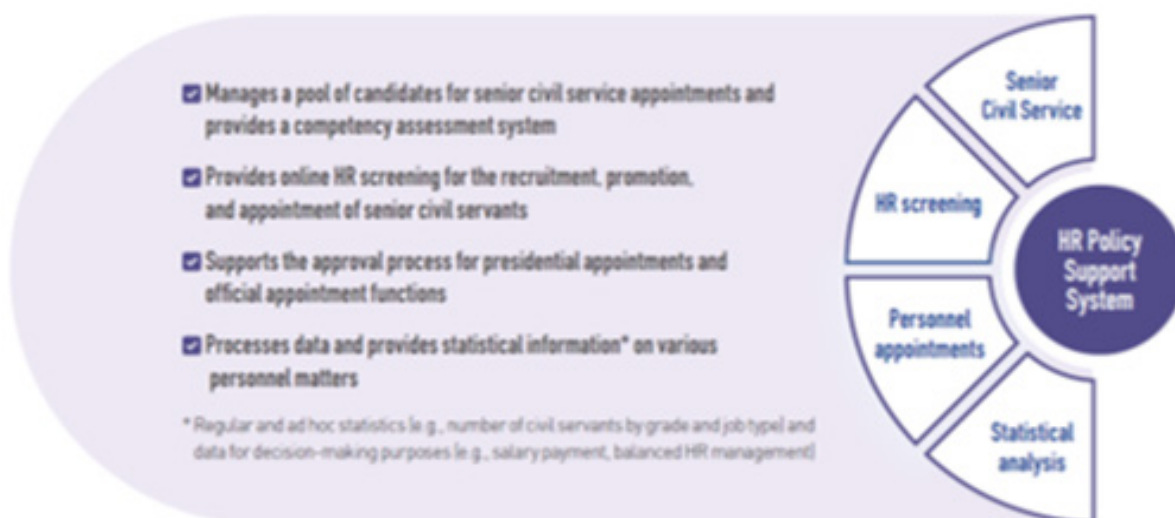 Manages a pool of candidates for senior civil service appointments and
provides a competency assessment system
Provides online HR screening for the recruitment, promotion,
and appointment of senior civil servants
Supports the approval process for presidential appointments and
official appointment functions
Processes data and provides statistical information* on various
personnel matters
* Regular and ad hoc statistics (e.g., number of civil servants by grade and job type) and
data for decision-making purposes (e.g., salary payment, balanced HR management)
Senior
Civil Service
HR screening
Personnel
appointments
Statistical
analysis
HR Policy
Support
System